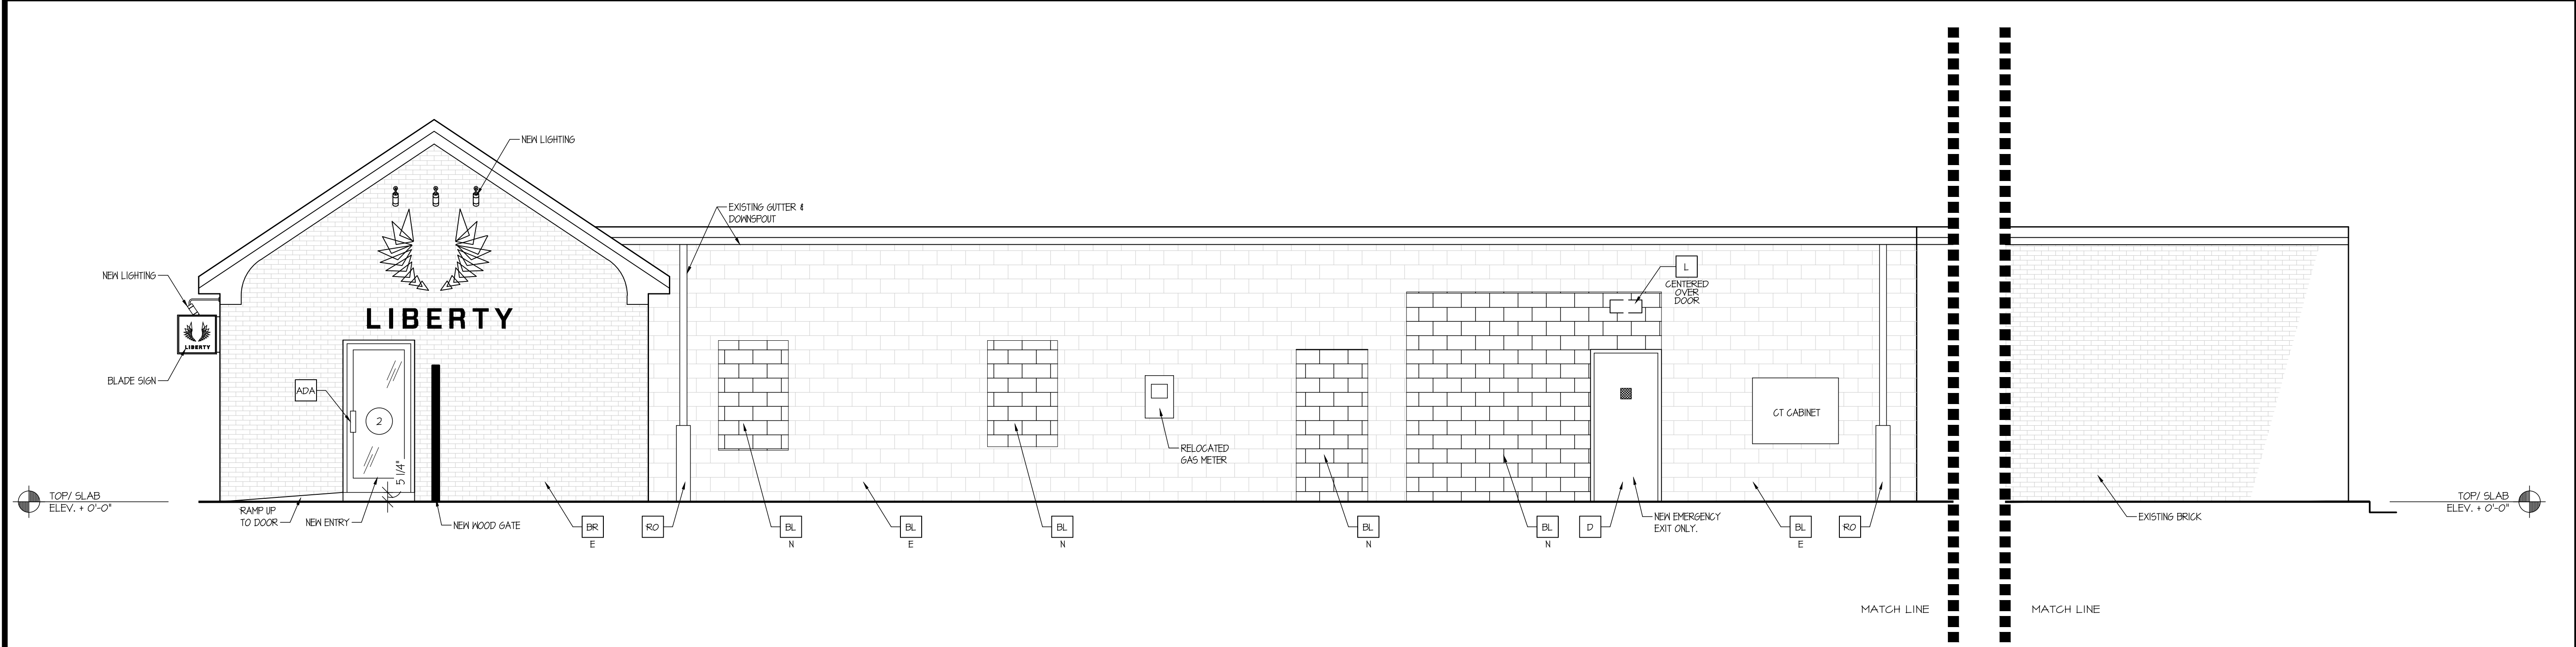 NEW LIGHTING
EXISTING GUTTER &
DOWNSPOUT
NEW LIGHTING
L
CENTERED
OVER
DOOR
LIBERTY
LIBERTY
BLADE SIGN
ADA
2
5 1/4"
CT CABINET
RELOCATED
GAS METER
TOP/ SLAB
ELEV. + 0'-0"
RAMP UP
TO DOOR
NEW ENTRY
NEW WOOD GATE
BR
E
RO
BL
N
BL
E
BL
N
BL
N
BL
N
D
NEW EMERGENCY
EXIT ONLY.
BL
E
RO
EXISTING BRICK
TOP/ SLAB
ELEV. + 0'-0"
MATCH LINE
MATCH LINE